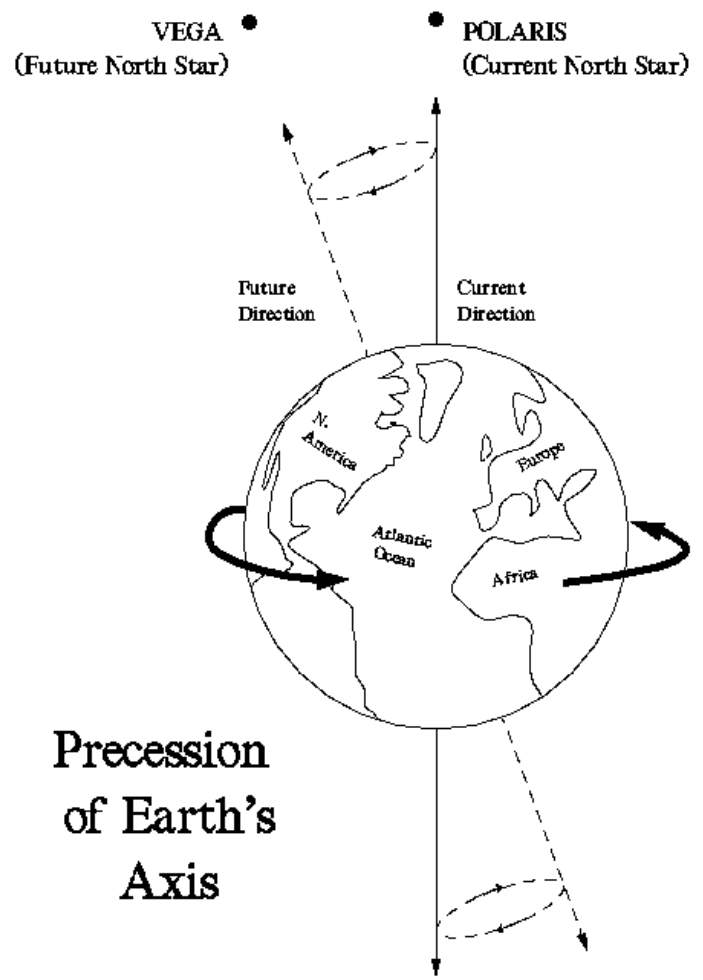 VEGA
(Future North Star)
POLARIS
(Current North Star)
Future
Direction
Current
Direction
N.
America
Europe
Atlantic
Ocean
Africa
Precession
of Earth's
Axis